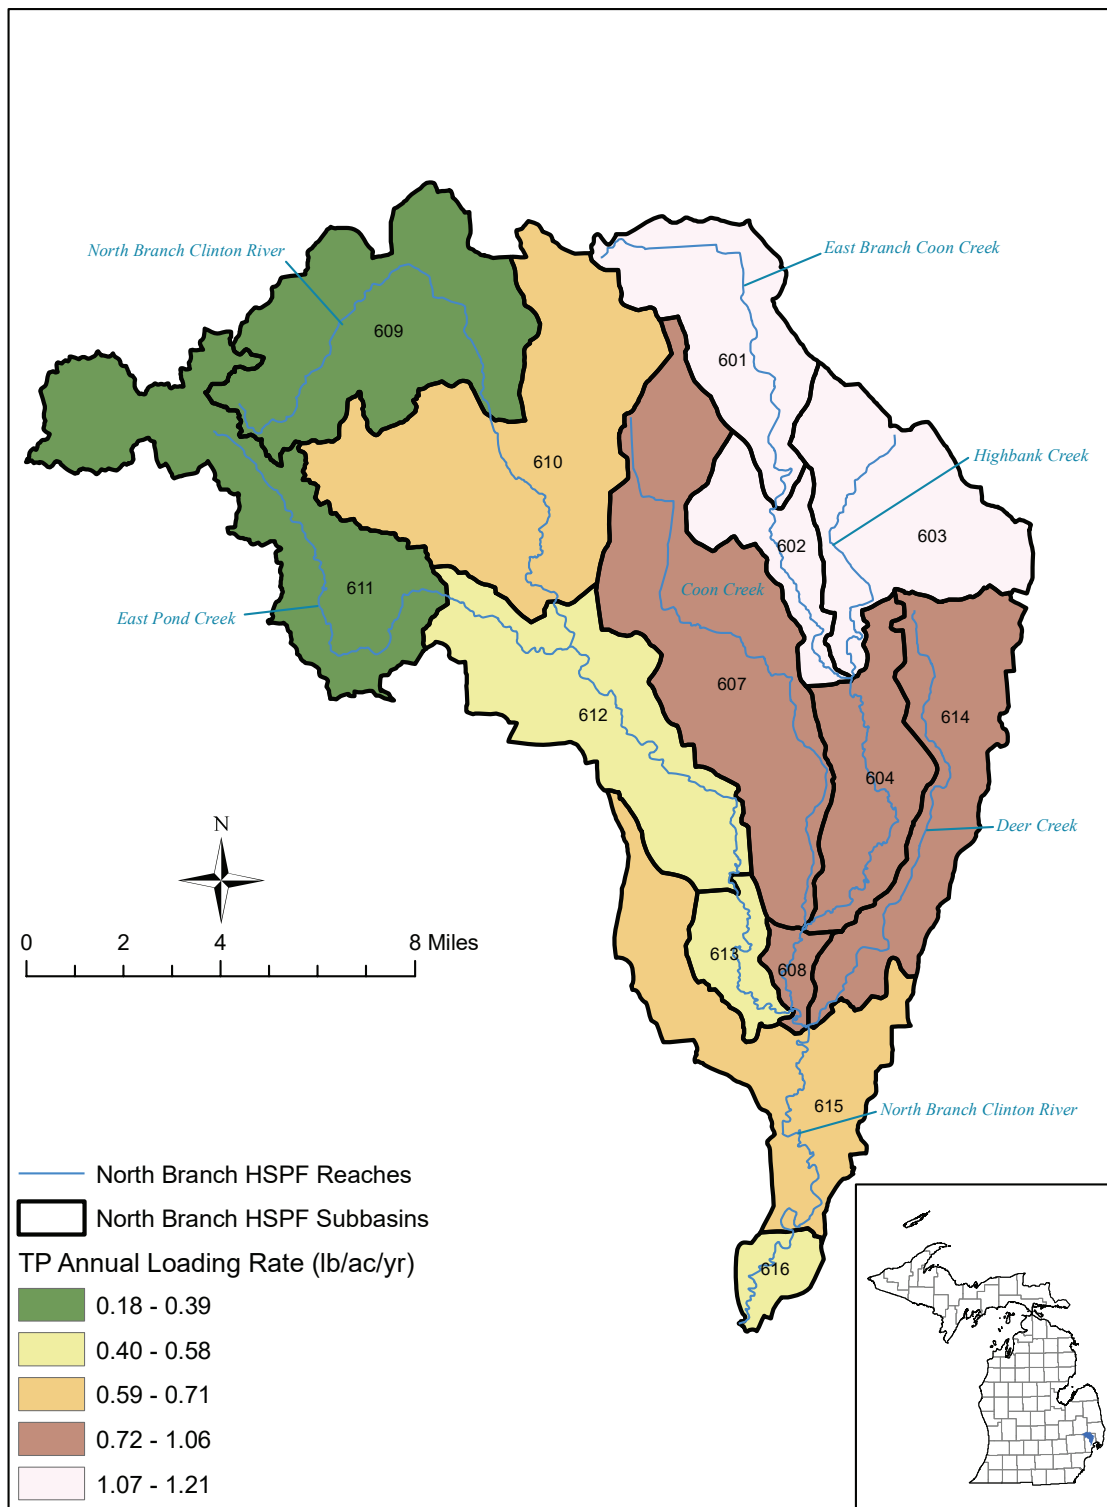 North Branch Clinton River
East Branch Coon Creek
609
601
610
Highbank Creek
603
602
611
Coon Creek
East Pond Creek
607
612
614
604
Deer Creek
N
0 2 4 8 Miles
613
608
615
North Branch Clinton River
616
North Branch HSPF Reaches
North Branch HSPF Subbasins
TP Annual Loading Rate (lb/ac/yr)
0.18 - 0.39
0.40 - 0.58
0.59 - 0.71
0.72 - 1.06
1.07 - 1.21